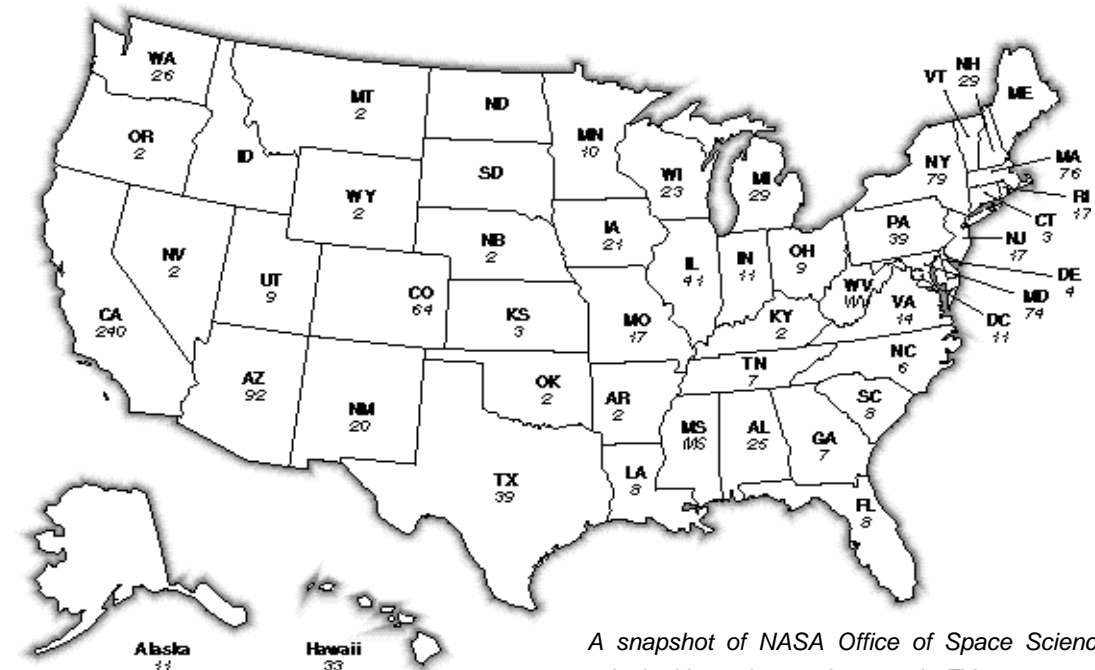 WA
26
MT
2
ND
MN
10
VT
NH
29
ME
OR
2
ID
SD
WI
23
MI
29
NY
79
MA
76
RI
17
CT
3
WY
2
NB
2
IA
21
PA
39
NJ
17
DE
4
MD
74
DC
11
NV
2
UT
9
CO
64
KS
3
IL
41
IN
11
OH
9
WV
WV
VA
14
CA
240
MO
17
KY
2
AZ
92
NM
20
OK
2
AR
2
TN
7
NC
6
SC
8
MS
MS
AL
25
GA
7
TX
39
LA
8
FL
8
Alaska
11
Hawaii
33
A snapshot of NASA Office of Space Scienc